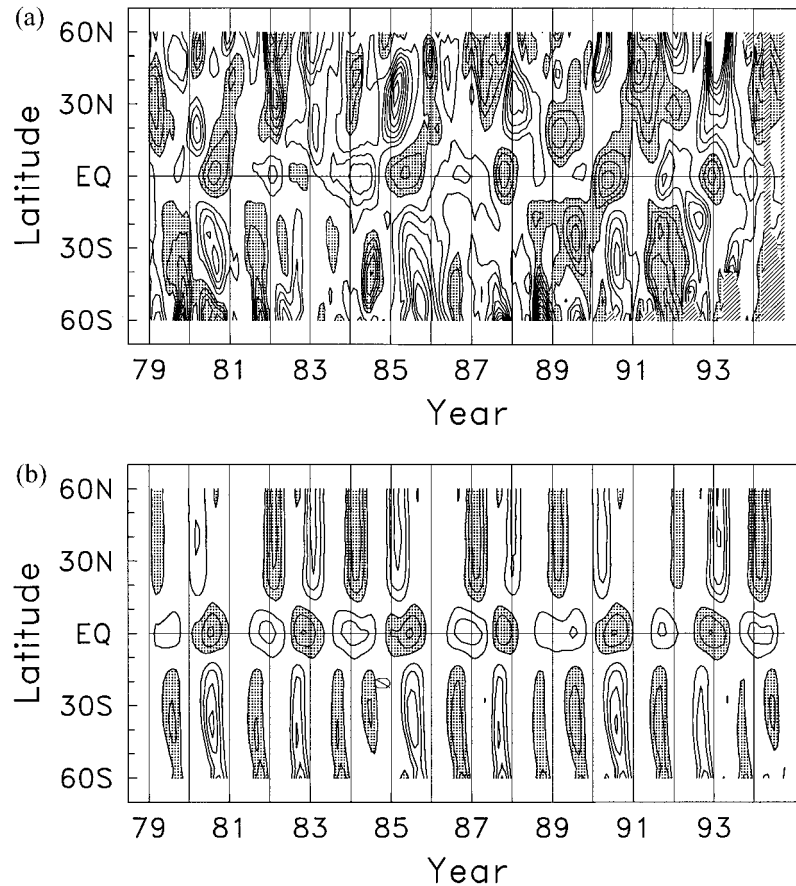 (a)
60N
30N
EQ
30S
60S
Latitude
79 81 83 85 87 89 91 93
Year
(b)
60N
30N
EQ
30S
60S
Latitude
79 81 83 85 87 89 91 93
Year